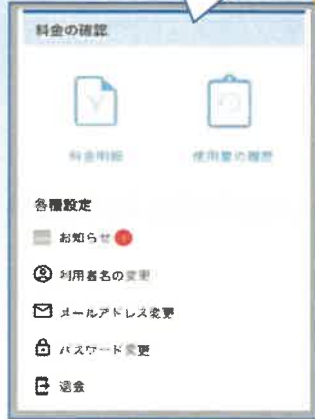 料金の確認
料金明細
使用量の履歴
各種設定
お知らせ
利用者名の変更
メールアドレス変更
パスワード変更
退会